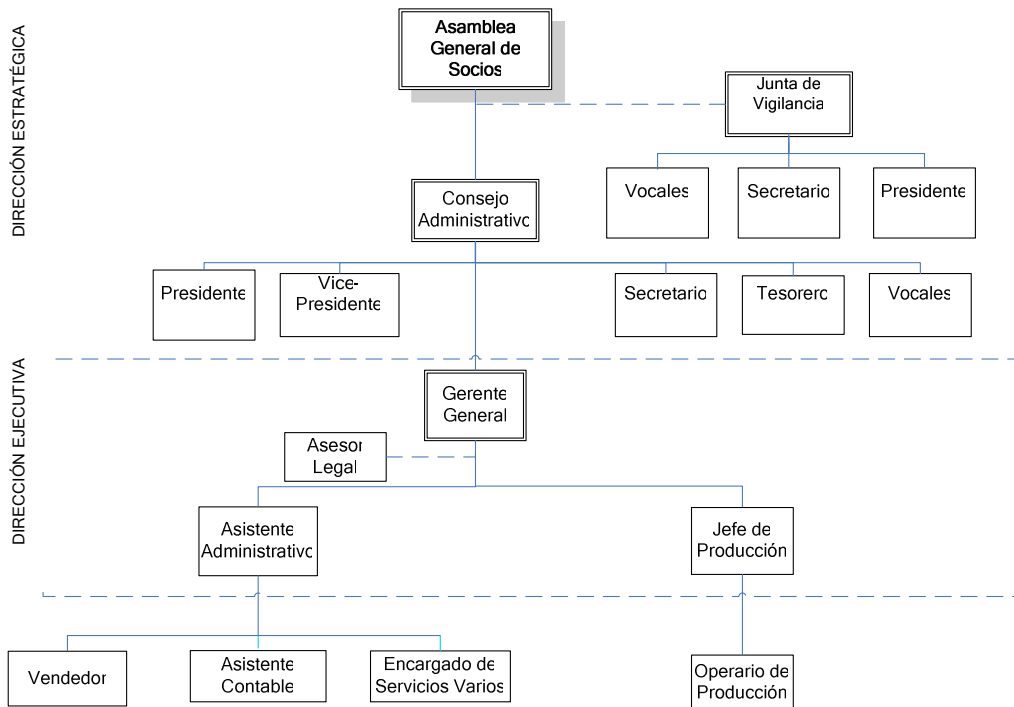 DIRECCIÓN ESTRATÉGICA
Asamblea
General de
Socios
Junta de
Vigilancia
Vocales
Secretario
Presidente
Consejo
Administrativo
Presidente
Vice-
Presidente
Secretario
Tesorero
Vocales
DIRECCIÓN EJECUTIVA
Gerente
General
Asesor
Legal
Asistente
Administrativo
Jefe de
Producción
Vendedor
Asistente
Contable
Encargado de
Servicios Varios
Operario de
Producción